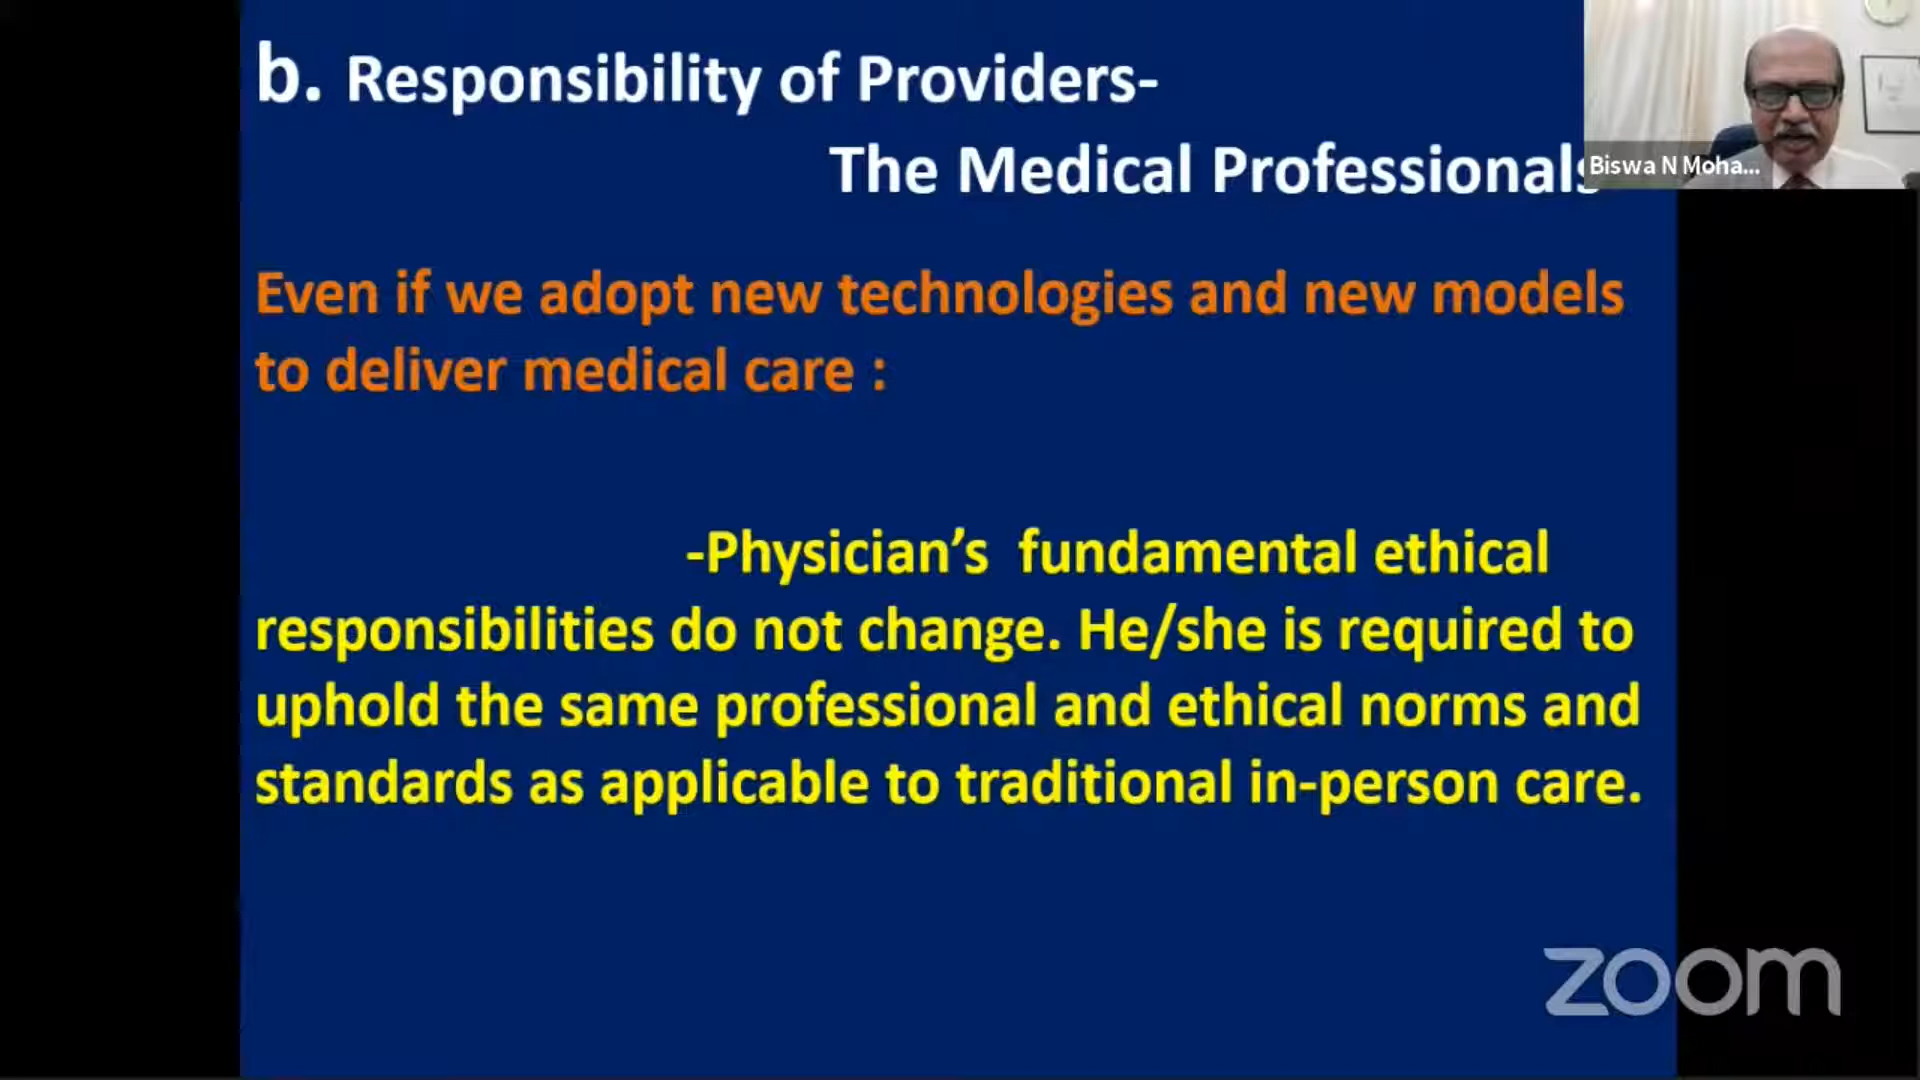 b. Responsibility of Providers-
The Medical Professionals
Biswa N Moha...
Even if we adopt new technologies and new models
to deliver medical care :
-Physician’s fundamental ethical
responsibilities do not change. He/she is required to
uphold the same professional and ethical norms and
standards as applicable to traditional in-person care.
zoom